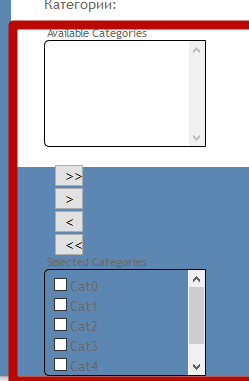 Категории:
Available Categories
>>
>
<
<<
Selected Categories
Cat0
Cat1
Cat2
Cat3
Cat4